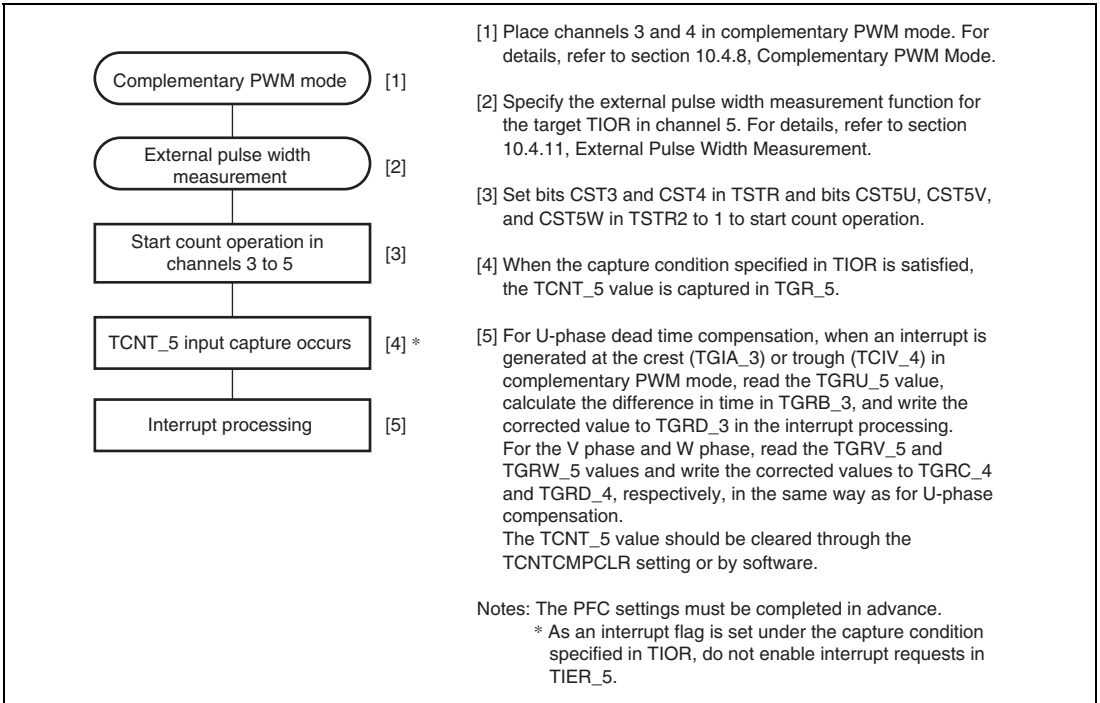 Complementary PWM mode [1]
External pulse width
measurement
[2]
Start count operation in
channels 3 to 5
[3]
TCNT_5 input capture occurs [4] *
Interrupt processing [5]
[1] Place channels 3 and 4 in complementary PWM mode. For
details, refer to section 10.4.8, Complementary PWM Mode.
[2] Specify the external pulse width measurement function for
the target TIOR in channel 5. For details, refer to section
10.4.11, External Pulse Width Measurement.
[3] Set bits CST3 and CST4 in TSTR and bits CST5U, CST5V,
and CST5W in TSTR2 to 1 to start count operation.
[4] When the capture condition specified in TIOR is satisfied,
the TCNT_5 value is captured in TGR_5.
[5] For U-phase dead time compensation, when an interrupt is
generated at the crest (TGIA_3) or trough (TCIV_4) in
complementary PWM mode, read the TGRU_5 value,
calculate the difference in time in TGRB_3, and write the
corrected value to TGRD_3 in the interrupt processing.
For the V phase and W phase, read the TGRV_5 and
TGRW_5 values and write the corrected values to TGRC_4
and TGRD_4, respectively, in the same way as for U-phase
compensation.
The TCNT_5 value should be cleared through the
TCNTCMPCLR setting or by software.
Notes: The PFC settings must be completed in advance.
* As an interrupt flag is set under the capture condition
specified in TIOR, do not enable interrupt requests in
TIER_5.